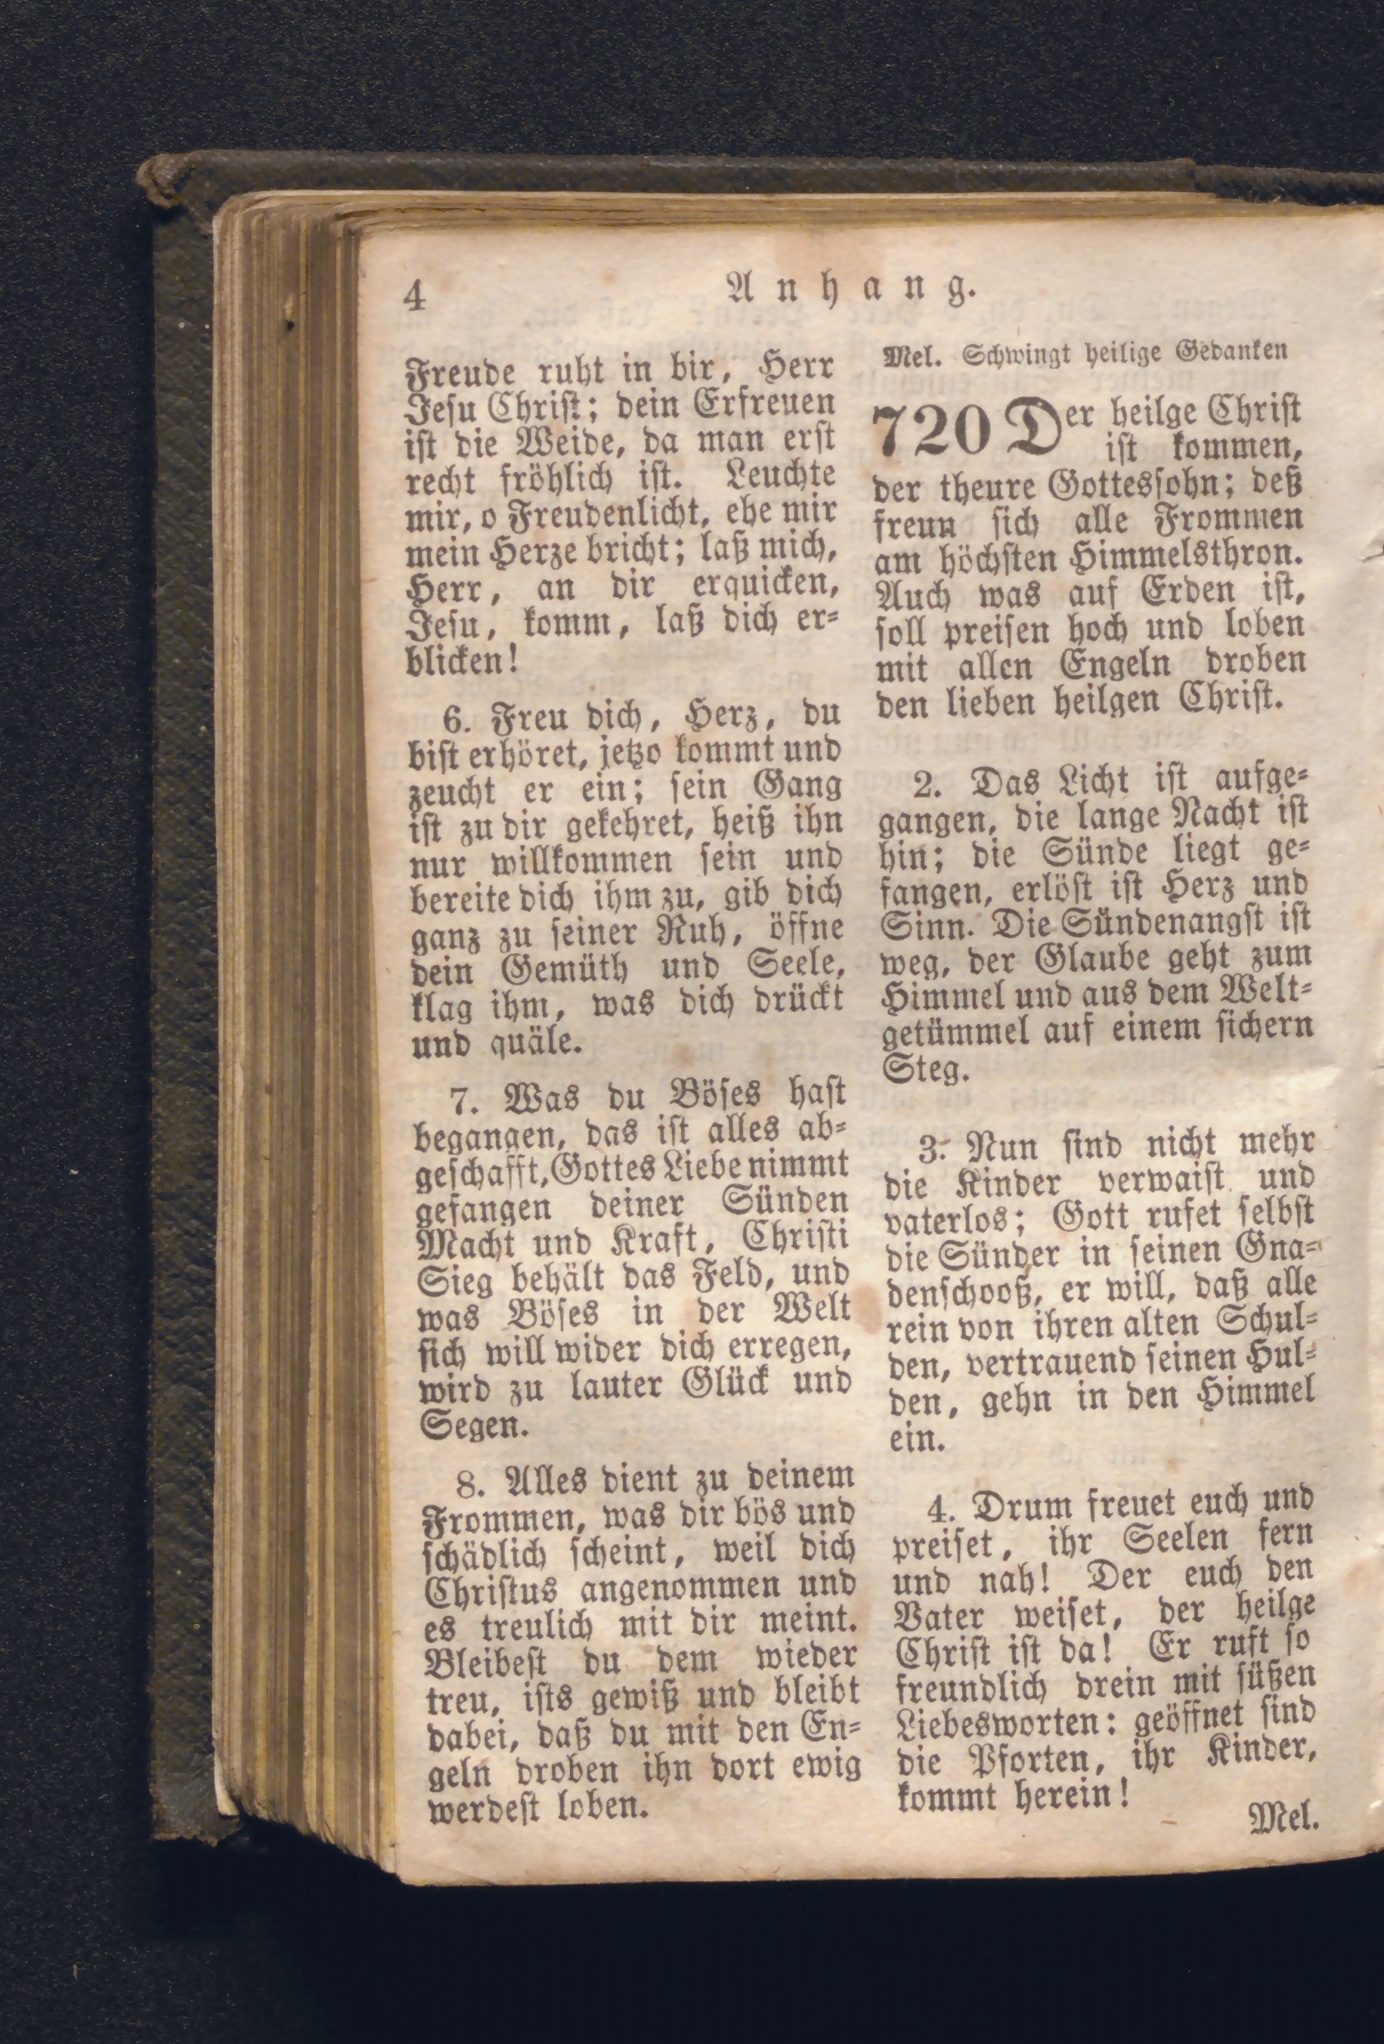 4
Anhang.
Freude ruht in dir, Herr
Jesu Christ; dein Erfreuen
ist die Weide, da man erst
recht fröhlich ist. Leuchte
mir, o Freudenlicht, ehe mir
mein Herze bricht; laß mich,
Herr, an dir erquicken,
Jesu, komm, laß dich er-
blicken!
6. Freu dich, Herz, du
bist erhöret, jetzo kommt und
zeucht er ein; sein Gang
ist zu dir gekehret, heiß ihn
nur willkommen sein und
bereite dich ihm zu, gib dich
ganz zu seiner Ruh, öffne
dein Gemüth und Seele,
klag ihm, was dich drückt
und quäle.
7. Was du Böses hast
begangen, das ist alles ab-
geschafft, Gottes Liebe nimmt
gefangen deiner Sünden
Macht und Kraft, Christi
Sieg behält das Feld, und
was Böses in der Welt
sich will wider dich erregen,
wird zu lauter Glück und
Segen.
8. Alles dient zu deinem
Frommen, was dir bös und
schädlich scheint, weil dich
Christus angenommen und
es treulich mit dir meint.
Bleibest du dem wieder
treu, ists gewiß und bleibt
dabei, daß du mit den En-
geln droben ihn dort ewig
werdest loben.
Mel. Schwingt heilige Gedanken
720 Der heilge Christ
ist kommen,
der theure Gottessohn; deß
freun sich alle Frommen
am höchsten Himmelsthron.
Auch was auf Erden ist,
soll preisen hoch und loben
mit allen Engeln droben
den lieben heilgen Christ.
2. Das Licht ist aufge-
gangen, die lange Nacht ist
hin; die Sünde liegt ge-
fangen, erlöst ist Herz und
Sinn. Die Sündenangst ist
weg, der Glaube geht zum
Himmel und aus dem Welt-
getümmel auf einem sichern
Steg.
3. Nun sind nicht mehr
die Kinder verwaist und
vaterlos; Gott rufet selbst
die Sünder in seinen Gna-
denschooß, er will, daß alle
rein von ihren alten Schul-
den, vertrauend seinen Hul-
den, gehn in den Himmel
ein.
4. Drum freuet euch und
preiset, ihr Seelen fern
und nah! Der euch den
Vater weiset, der heilge
Christ ist da! Er ruft so
freundlich drein mit süßen
Liebesworten: geöffnet sind
die Pforten, ihr Kinder,
kommt herein!
Mel.